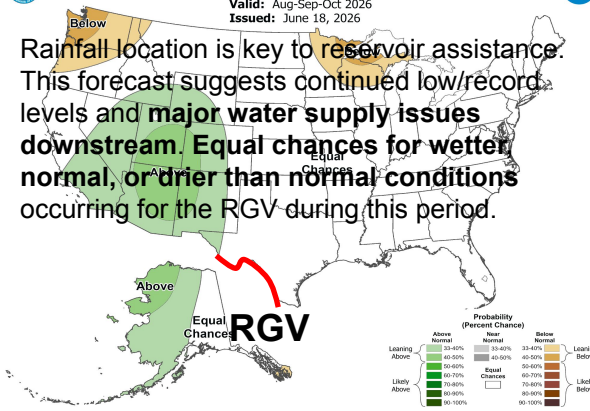 Valid: Aug-Sep-Oct 2026
Issued: June 18, 2026
Below
Rainfall location is key to reservoir assistance.
This forecast suggests continued low/record
levels and major water supply issues
downstream. Equal chances for wetter,
normal, or drier than normal conditions
occurring for the RGV during this period.
Below
Equal
Chances
Above
Above
Equal
Chances
RGV
Probability
(Percent Chance)
Above
Normal
Near
Normal
Below
Normal
Leaning
Above
33-40%
33-40%
33-40%
40-50%
40-50%
40-50%
Leani
Belov
50-60%
50-60%
Equal
Chances
Likely
Above
60-70%
60-70%
70-80%
70-80%
80-90%
80-90%
90-100%
90-100%
Likel
Belov